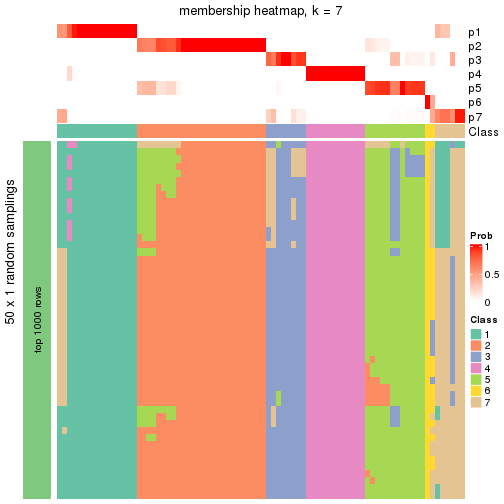 membership heatmap, k = 7
p1
p2
p3
p4
p5
p6
p7
Class
50 x 1 random samplings
top 1000 rows
Prob
1
0.5
0
Class
1
2
3
4
5
6
7